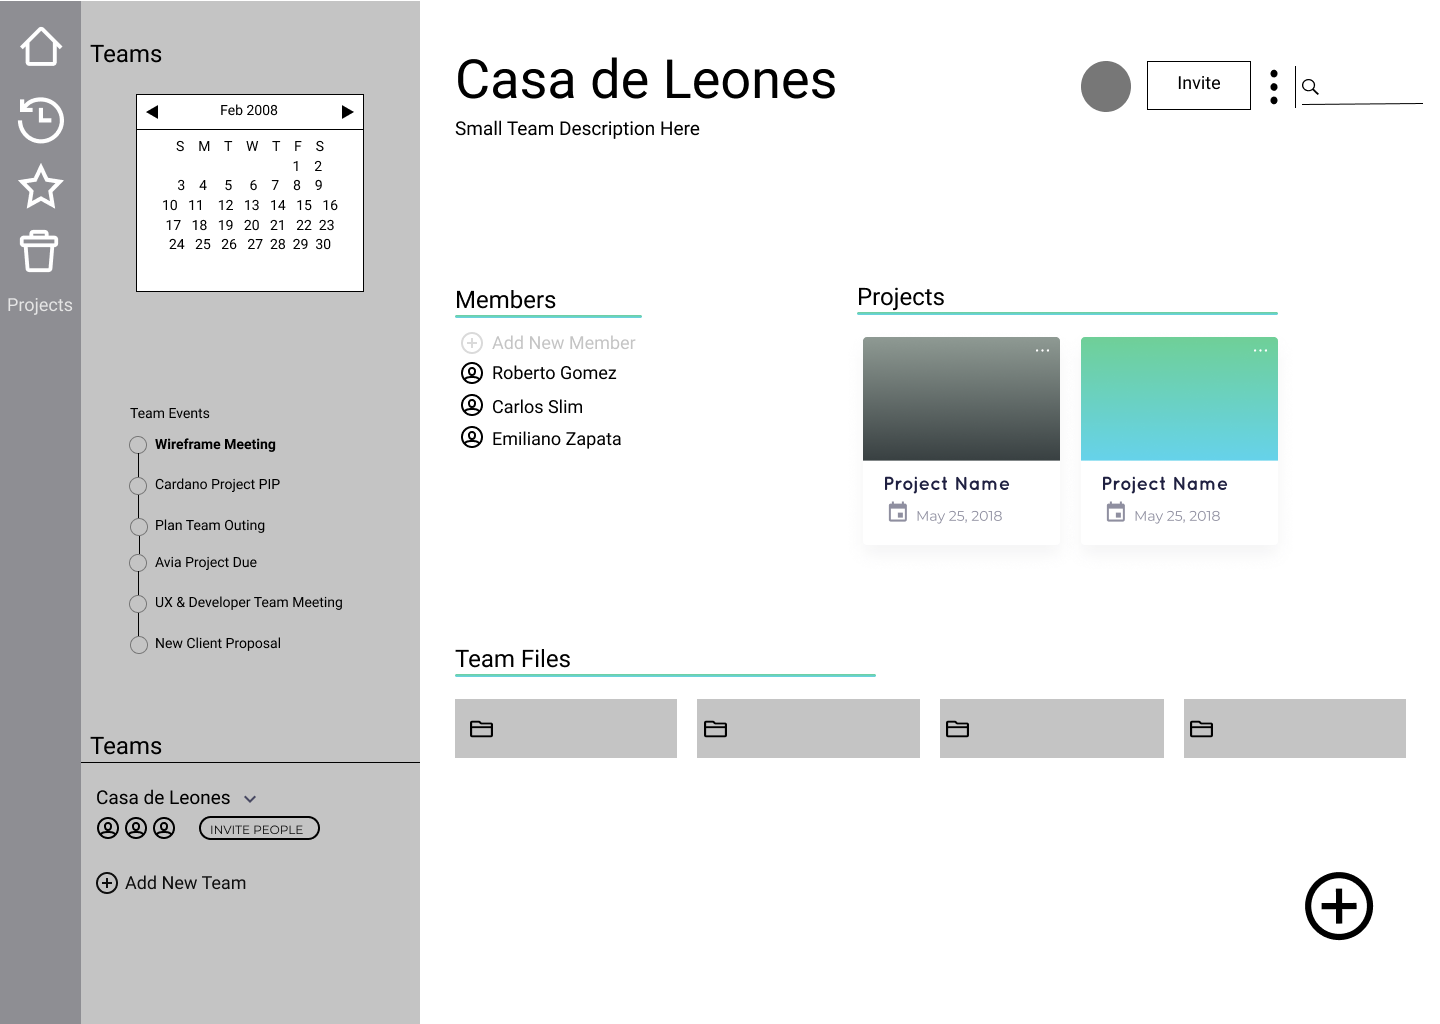 Projects
Teams
Feb 2008
S M T W T F S
1 2
3 4 5 6 7 8 9
10 11 12 13 14 15 16
17 18 19 20 21 22 23
24 25 26 27 28 29 30
Team Events
Wireframe Meeting
Cardano Project PIP
Plan Team Outing
Avia Project Due
UX & Developer Team Meeting
New Client Proposal
Teams
Casa de Leones
INVITE PEOPLE
Add New Team
Casa de Leones
Small Team Description Here
Invite
Members
Add New Member
Roberto Gomez
Carlos Slim
Emiliano Zapata
Projects
Project Name
May 25, 2018
Project Name
May 25, 2018
Team Files